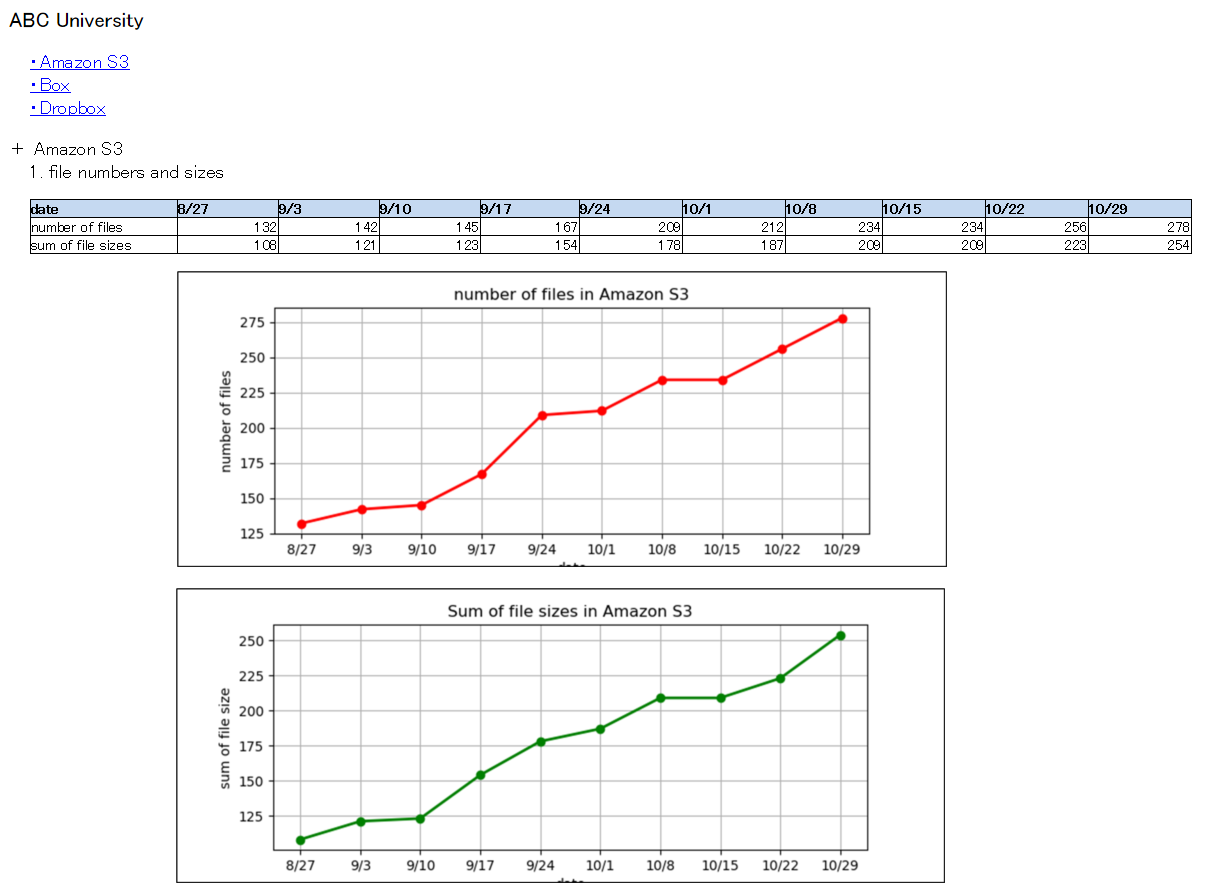 ABC University
・Amazon S3
・Box
・Dropbox
+ Amazon S3
1. file numbers and sizes
date 8/27 9/3 9/10 9/17 9/24 10/1 10/8 10/15 10/22 10/29
number of files 132 142 145 167 209 212 234 234 256 278
sum of file sizes 108 121 123 154 178 187 209 209 223 254
number of files in Amazon S3
number of files
275
250
225
200
175
150
125
8/27 9/3 9/10 9/17 9/24 10/1 10/8 10/15 10/22 10/29
Sum of file sizes in Amazon S3
sum of file size
250
225
200
175
150
125
8/27 9/3 9/10 9/17 9/24 10/1 10/8 10/15 10/22 10/29